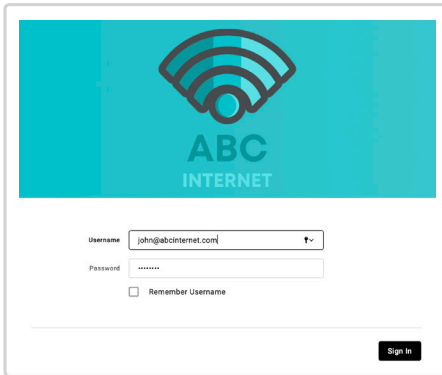 ABC
INTERNET
Username john@abcinternet.com
Password ••••••••
Remember Username
Sign In